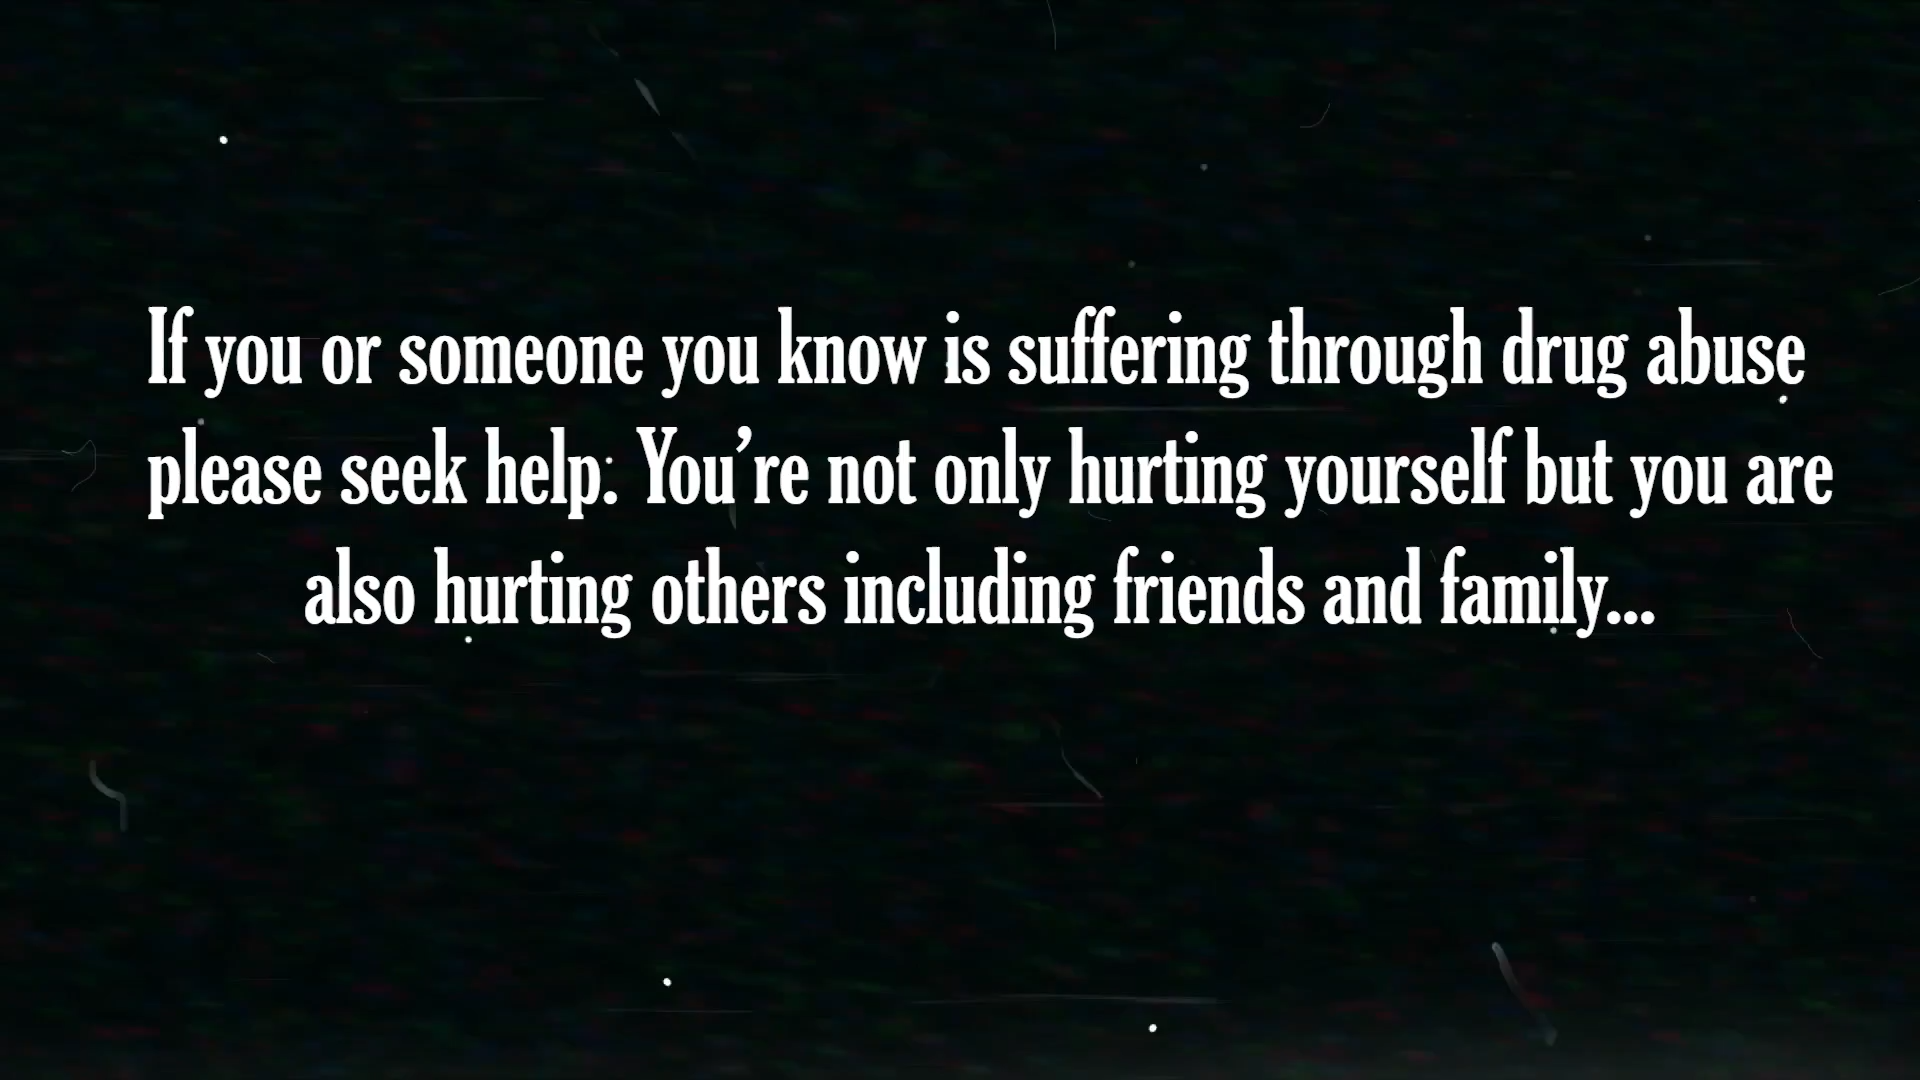 If you or someone you know is suffering through drug abuse
please seek help. You’re not only hurting yourself but you are
also hurting others including friends and family...